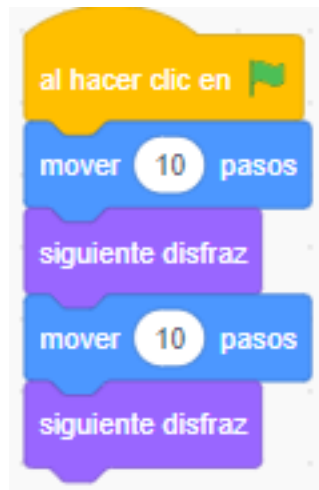 al hacer clic en
mover 10 pasos
siguiente disfraz
mover 10 pasos
siguiente disfraz